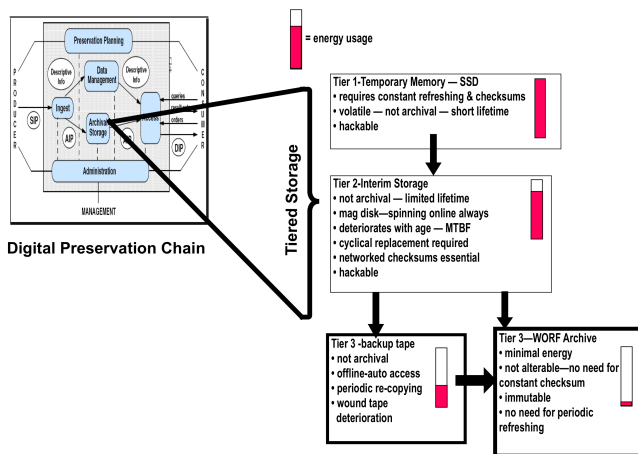 = energy usage
Preservation Planning
P R O D U C E R
Descriptive Info
Data Management
Descriptive Info
C O N S U M E R
queries
Ingest
orders
SIP
Archival Storage
AIP
DIP
Administration
MANAGEMENT
Digital Preservation Chain
Tiered Storage
Tier 1-Temporary Memory — SSD
• requires constant refreshing & checksums
• volatile — not archival — short lifetime
• hackable
Tier 2-Interim Storage
• not archival — limited lifetime
• mag disk—spinning online always
• deteriorates with age — MTBF
• cyclical replacement required
• networked checksums essential
• hackable
Tier 3 -backup tape
• not archival
• offline-auto access
• periodic re-copying
• wound tape
deterioration
Tier 3—WORF Archive
• minimal energy
• not alterable—no need for
constant checksum
• immutable
• no need for periodic
refreshing